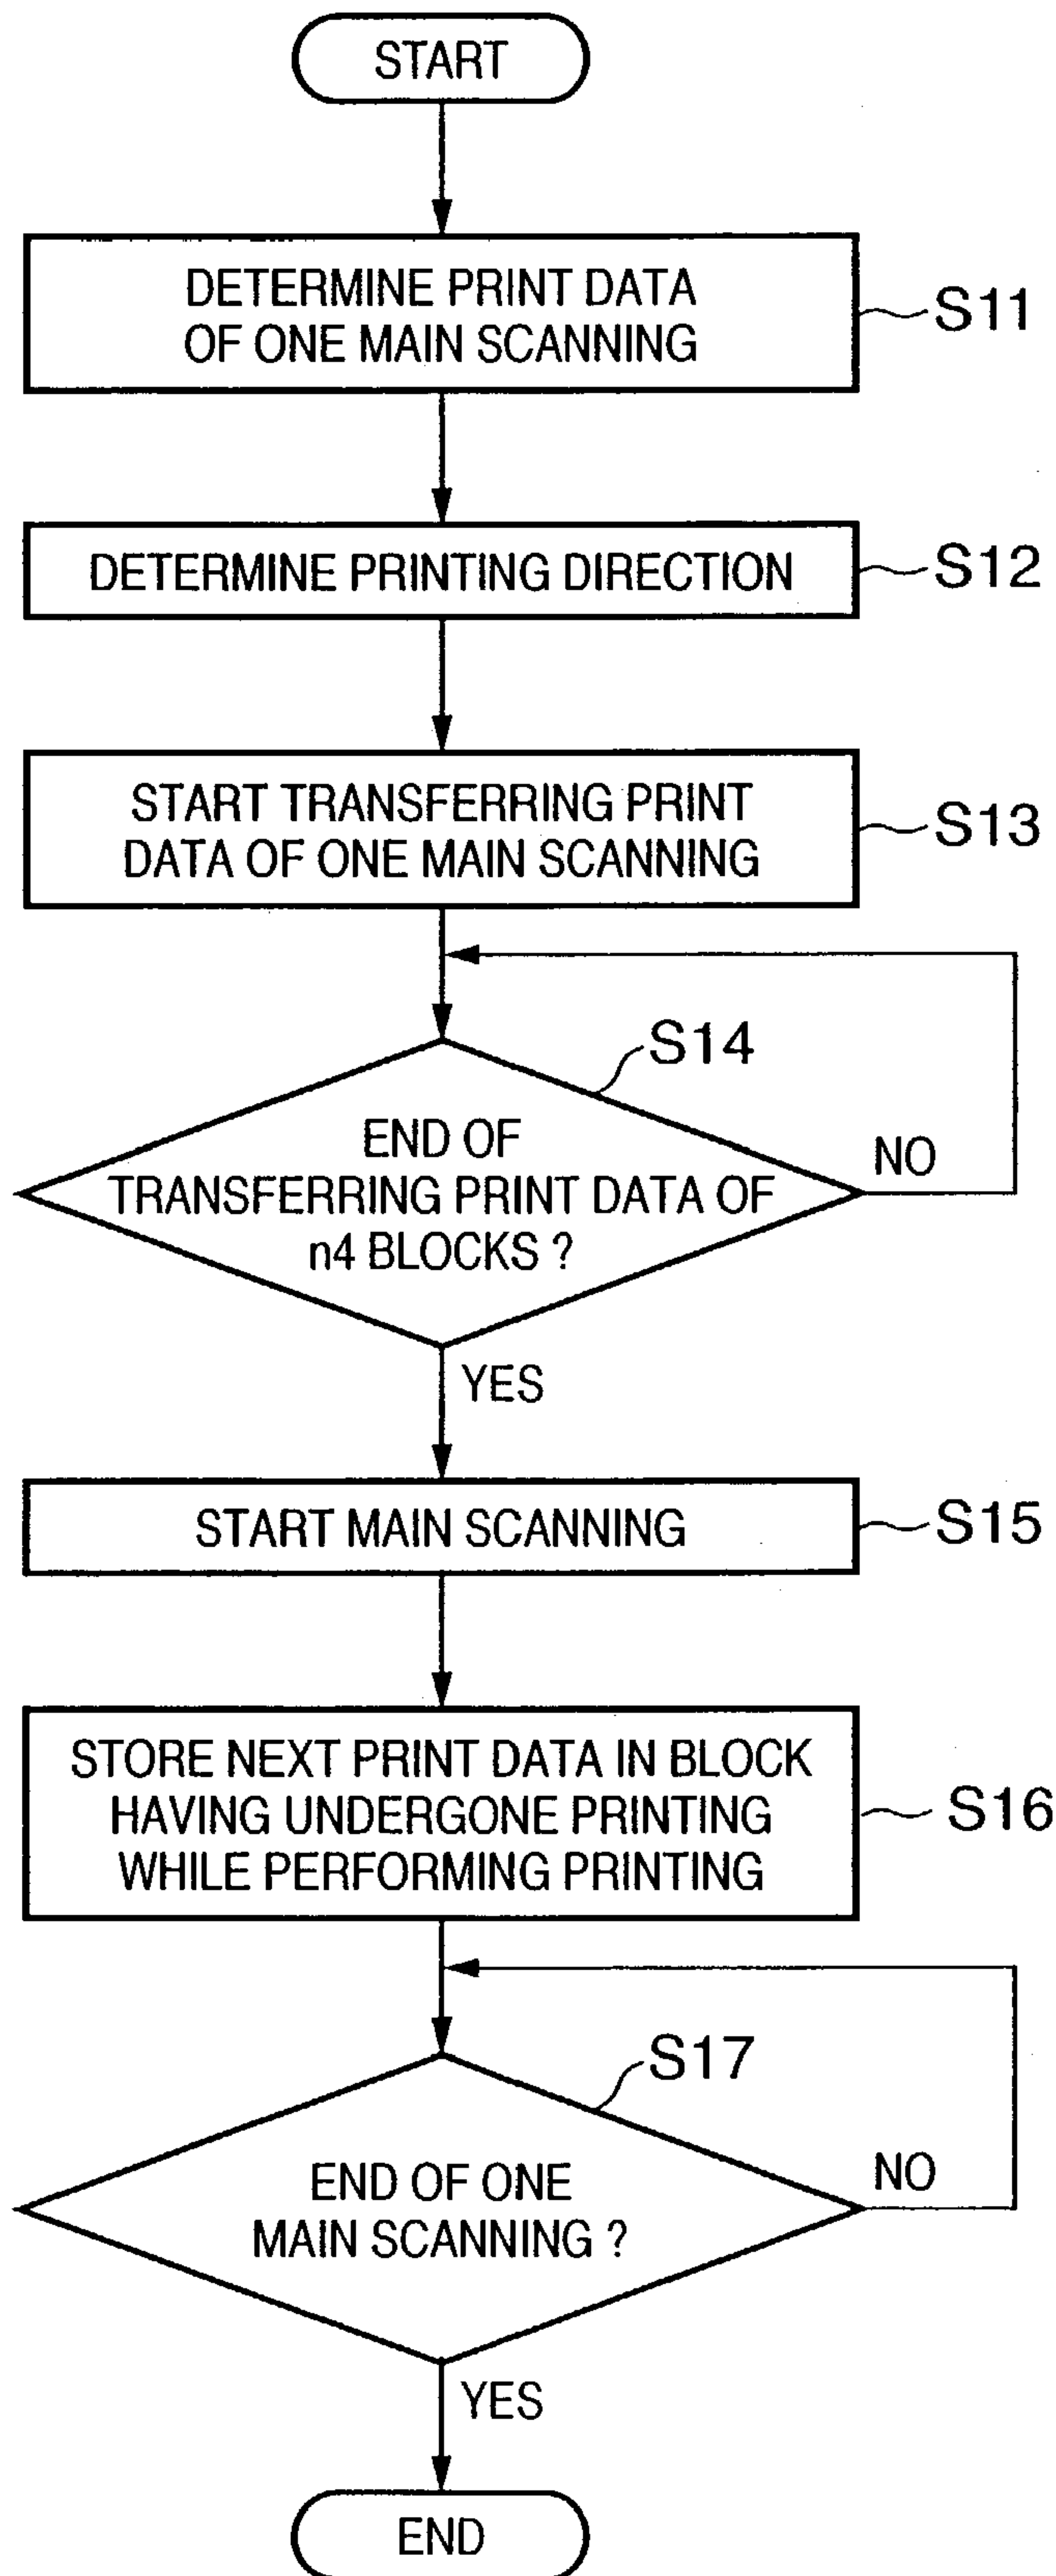 START
DETERMINE PRINT DATA
OF ONE MAIN SCANNING
S11
DETERMINE PRINTING DIRECTION
S12
START TRANSFERRING PRINT
DATA OF ONE MAIN SCANNING
S13
S14
END OF
TRANSFERRING PRINT DATA OF
n4 BLOCKS ?
NO
YES
START MAIN SCANNING
S15
STORE NEXT PRINT DATA IN BLOCK
HAVING UNDERGONE PRINTING
WHILE PERFORMING PRINTING
S16
S17
END OF ONE
MAIN SCANNING ?
NO
YES
END